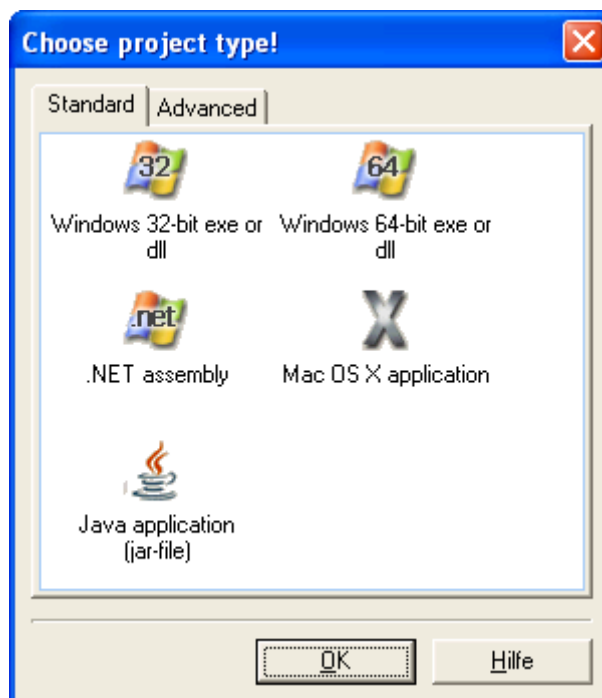 Choose project type!
Standard
Advanced
32
64
Windows 32-bit exe or
dll
Windows 64-bit exe or
dll
.net
X
.NET assembly
Mac OS X application
Java application
(jar-file)
OK
Hilfe